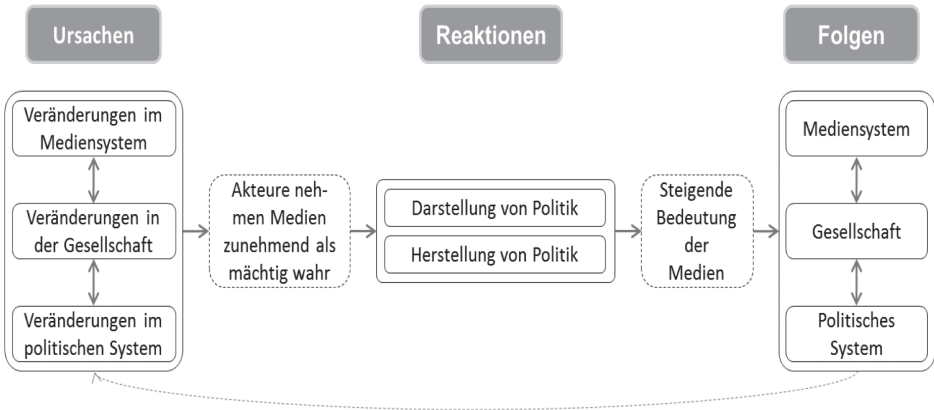 Ursachen
Reaktionen
Folgen
Veränderungen im
Mediensystem
Veränderungen in
der Gesellschaft
Veränderungen im
politischen System
Akteure neh-
men Medien
zunehmend als
mächtig wahr
Darstellung von Politik
Herstellung von Politik
Steigende
Bedeutung
der
Medien
Mediensystem
Gesellschaft
Politisches
System